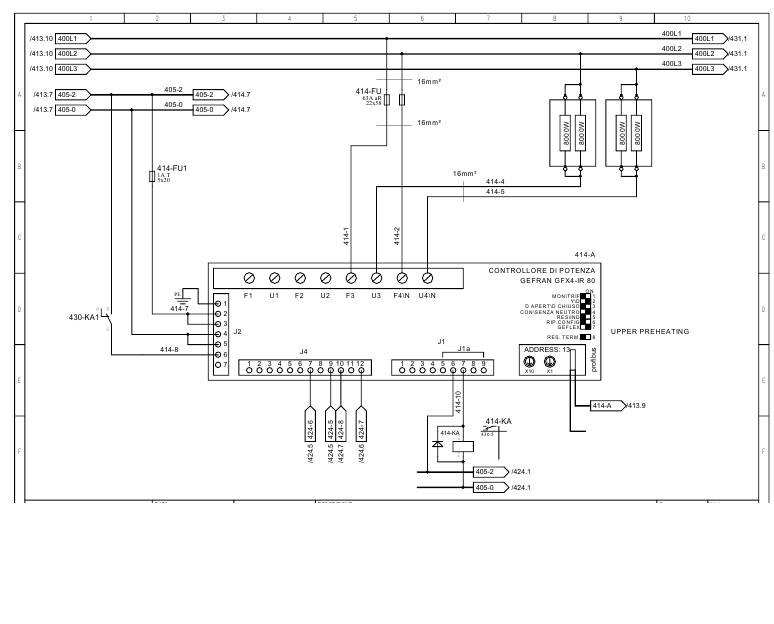 1 2 3 4 5 6 7 8 9 10
/413.10 400L1 400L1 400L1 /431.1
/413.10 400L2 400L2 400L2 /431.1
/413.10 400L3 400L3 400L3 /431.1
A A
/413.7 405-2 405-2 405-2 /414.7
/413.7 405-0 405-0 405-0 /414.7
16mm²
414-FU
63A aR
22x58
16mm²
8000W 8000W 8000W 8000W
B B
414-FU1
1A T
5x20
16mm²
414-4
414-5
C C
414-1 414-2
414-A
CONTROLLORE DI POTENZA
GEFRAN GFX4-IR 80
F1 U1 F2 U2 F3 U3 F4\N U4\N
ON
MONITRIF 1
Y\D 2
D APERT\D CHIUSO 3
CON\SENZA NEUTRO 4
RES\IND 5
RIP.CONFIG 6
GEFLEX 7
RES. TERM 8
D D
PE
414-7
430-KA1
1
2
3
4
5
6
7
J2
414-8
UPPER PREHEATING
J4
1 2 3 4 5 6 7 8 9 10 11 12
J1
J1a
1 2 3 4 5 6 7 8 9
ADDRESS: 13
X10 X1
profibus
E E
414-A /413.9
414-10
424-6 424-5 424-8 424-7
/424.5 /424.5 /424.7 /424.6
414-KA
414-KA
F F
405-2 /424.1
405-0 /424.1